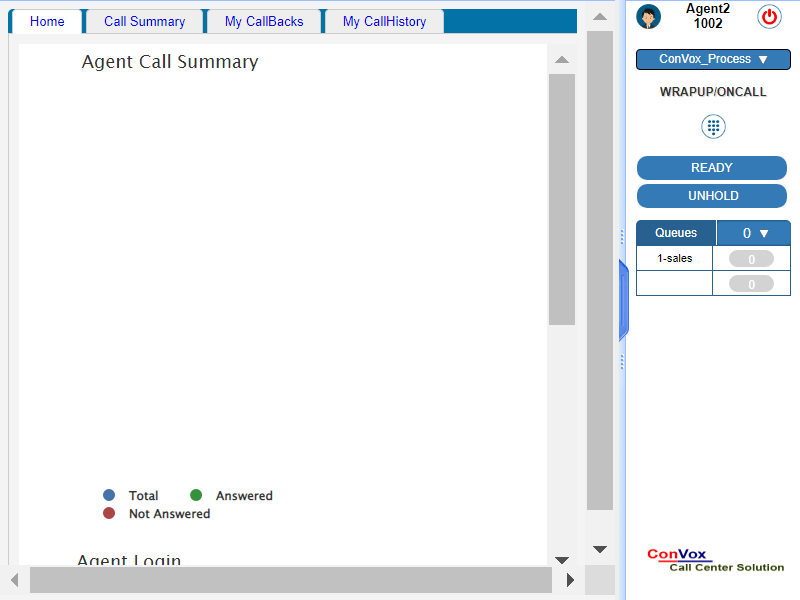 Home
Call Summary
My CallBacks
My CallHistory
Agent Call Summary
Total
Answered
Not Answered
Agent Login
Agent2
1002
ConVox_Process ▼
WRAPUP/ONCALL
READY
UNHOLD
Queues
0 ▼
1-sales
0
0
ConVox
Call Center Solution